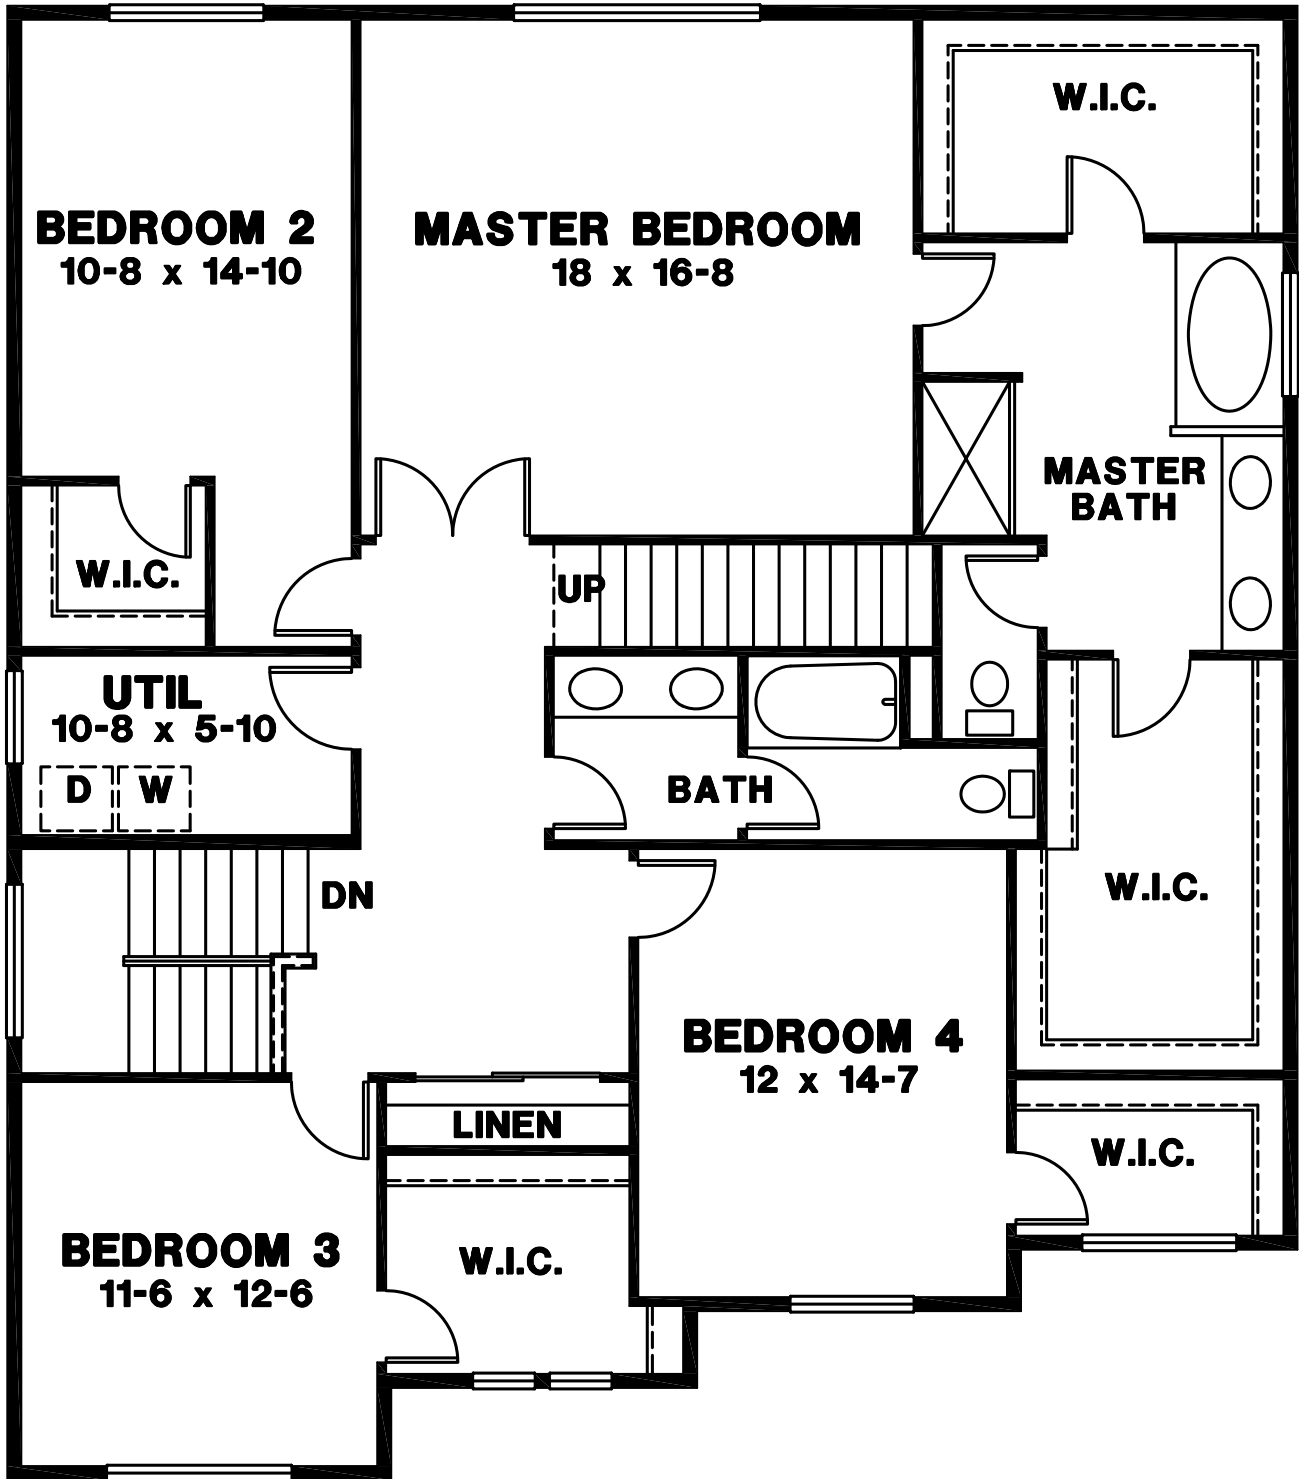 W.I.C.
BEDROOM 2
10-8 x 14-10
MASTER BEDROOM
18 x 16-8
MASTER
BATH
W.I.C.
UP
UTIL
10-8 x 5-10
D
W
BATH
DN
W.I.C.
BEDROOM 4
12 x 14-7
LINEN
W.I.C.
BEDROOM 3
11-6 x 12-6
W.I.C.